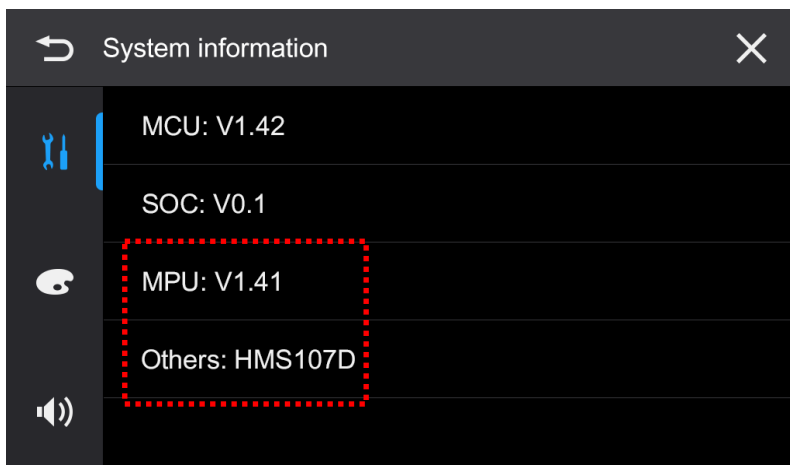 System information
MCU: V1.42
SOC: V0.1
MPU: V1.41
Others: HMS107D